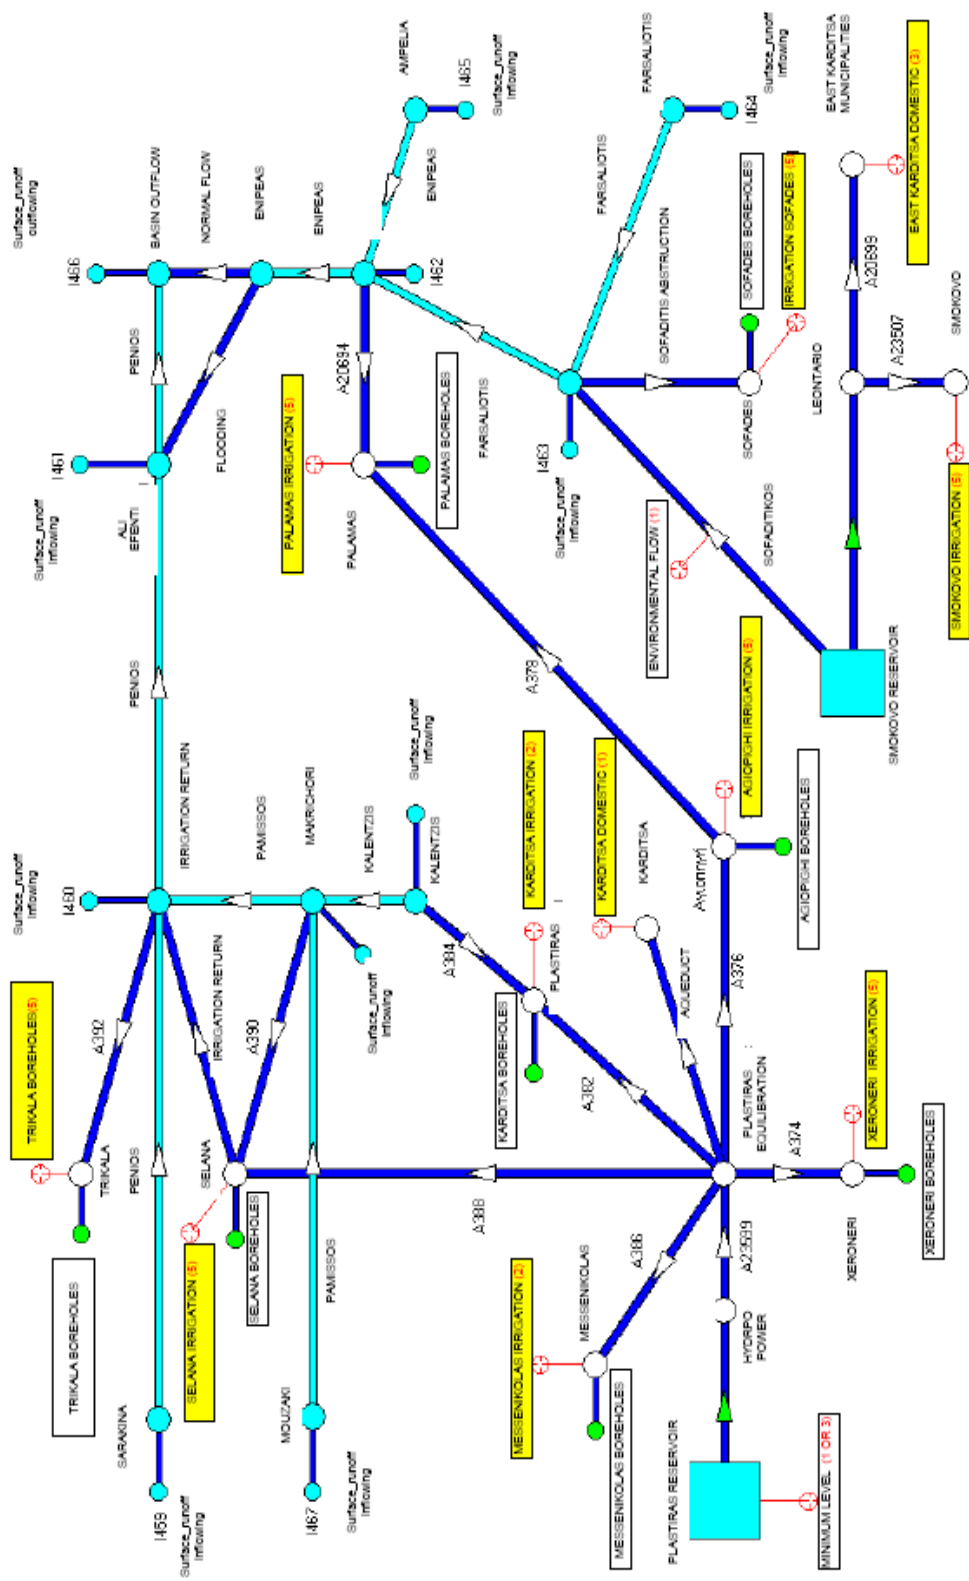 TRIKALA BOREHOLES
TRIKALA BOREHOLES(5)
I460
Surface_runoff
Inflowing
I461
Surface_runoff
Inflowing
I466
Surface_runoff
outflowing
TRIKALA
A392
I459
Surface_runoff
Inflowing
SARAKINA
PENIOS
IRRIGATION RETURN
PENIOS
ALI
EFENTI
PENIOS
BASIN OUTFLOW
SELANA IRRIGATION (5)
SELANA
IRRIGATION RETURN
FLOODING
NORMAL FLOW
SELANA BOREHOLES
A390
PAMISSOS
ENIPEAS
I467
Surface_runoff
Inflowing
MOUZAKI
PAMISSOS
MAKRICHORI
Surface_runoff
Inflowing
ENIPEAS
PALAMAS IRRIGATION (5)
PALAMAS
A20694
I462
KALENTZIS
KALENTZIS
Surface_runoff
Inflowing
AMPELIA
I465
Surface_runoff
Inflowing
ENIPEAS
A384
PALAMAS BOREHOLES
FARSALIOTIS
A388
KARDITSA BOREHOLES
PLASTIRAS
KARDITSA IRRIGATION (2)
A382
MESSENIKOLAS IRRIGATION (2)
MESSENIKOLAS
MESSENIKOLAS BOREHOLES
A386
A378
I463
Surface_runoff
Inflowing
KARDITSA DOMESTIC (1)
KARDITSA
AQUEDUCT
ENVIRONMENTAL FLOW (1)
FARSALIOTIS
FARSALIOTIS
SOFADITIS ABSTRUCTION
PLASTIRAS RESERVOIR
HYDRPO
POWER
A23599
PLASTIRAS
EQUILIBRATION
A376
AGIOPIGHI IRRIGATION (5)
AGIOPIGHI BOREHOLES
SOFADITIKOS
SOFADES
SOFADES BOREHOLES
IRRIGATION SOFADES (5)
I464
Surface_runoff
Inflowing
A374
MINIMUM LEVEL (1 OR 3)
XERONERI
XERONERI IRRIGATION (5)
XERONERI BOREHOLES
SMOKOVO RESERVOIR
LEONTARIO
A20699
EAST KARDITSA
MUNICIPALITIES
EAST KARDITSA DOMESTIC (3)
A23507
SMOKOVO
SMOKOVO IRRIGATION (5)